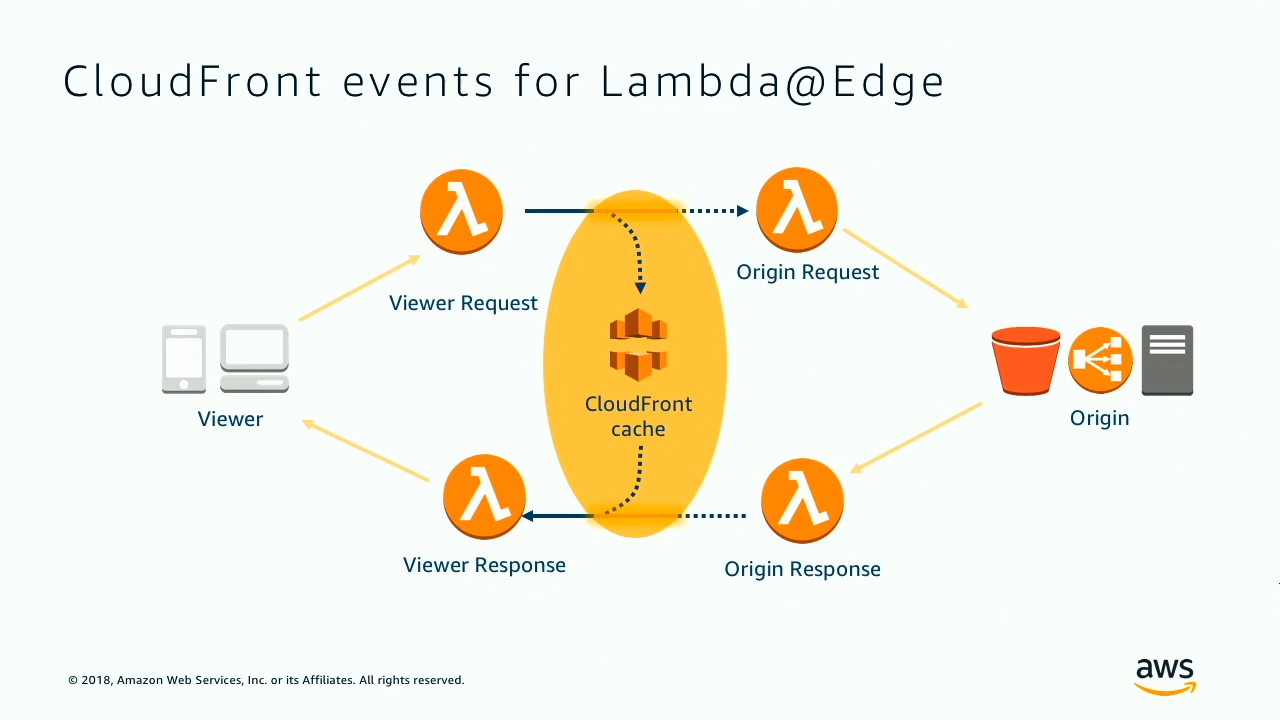 CloudFront events for Lambda@Edge
Viewer Request
Origin Request
CloudFront
cache
Viewer
Origin
Viewer Response
Origin Response
© 2018, Amazon Web Services, Inc. or its Affiliates. All rights reserved.
aws